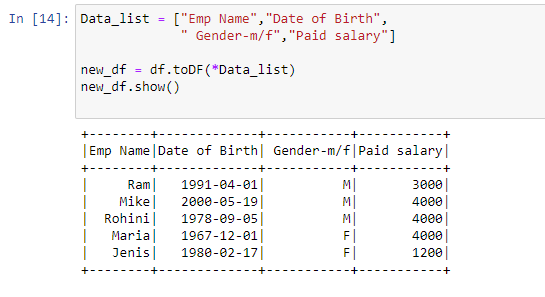 In [14]: Data_list = ["Emp Name","Date of Birth",
" Gender-m/f","Paid salary"]
new_df = df.toDF(*Data_list)
new_df.show()
+--------+-------------+-----------+-----------+
|Emp Name|Date of Birth| Gender-m/f|Paid salary|
+--------+-------------+-----------+-----------+
|     Ram|   1991-04-01|          M|       3000|
|    Mike|   2000-05-19|          M|       4000|
|  Rohini|   1978-09-05|          M|       4000|
|   Maria|   1967-12-01|          F|       4000|
|   Jenis|   1980-02-17|          F|       1200|
+--------+-------------+-----------+-----------+